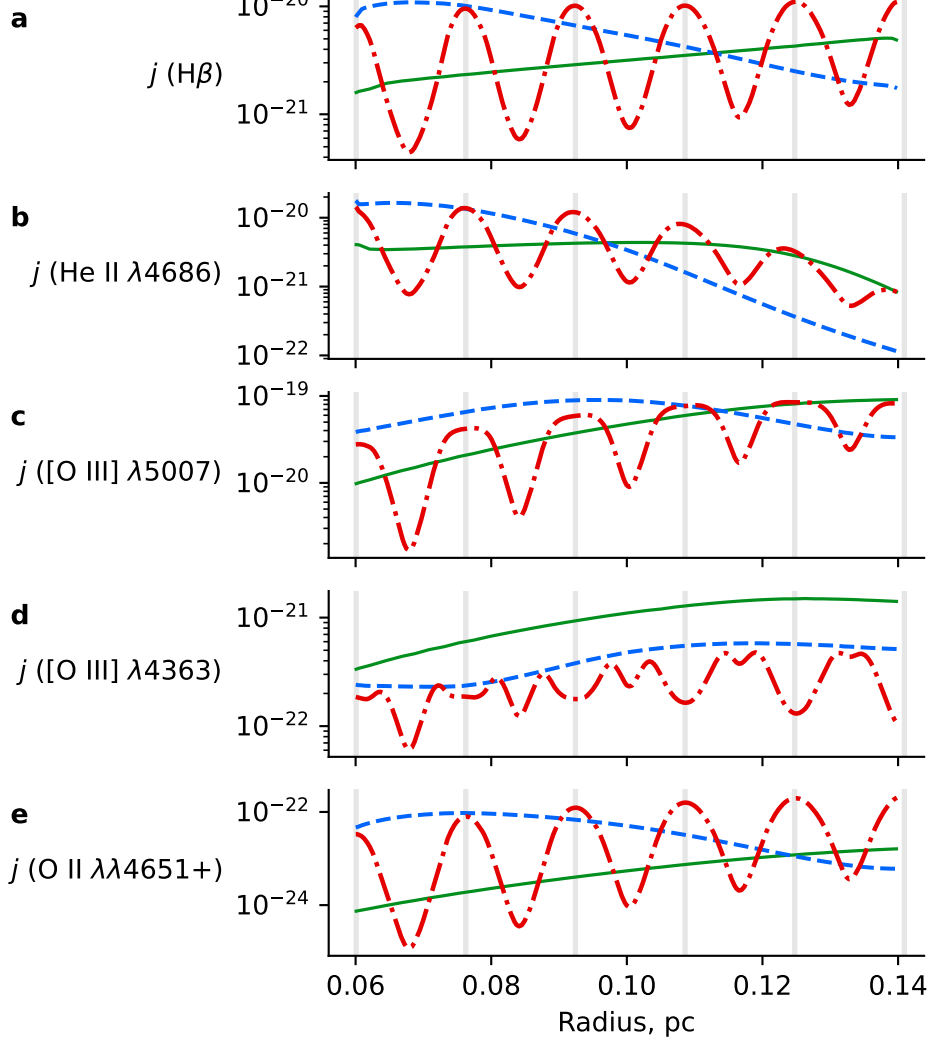 a
j (Hβ)
10⁻²⁰
10⁻²¹
b
j (He II λ4686)
10⁻²⁰
10⁻²¹
10⁻²²
c
j ([O III] λ5007)
10⁻¹⁹
10⁻²⁰
d
j ([O III] λ4363)
10⁻²¹
10⁻²²
e
j (O II λλ4651+)
10⁻²²
10⁻²⁴
0.06 0.08 0.10 0.12 0.14
Radius, pc